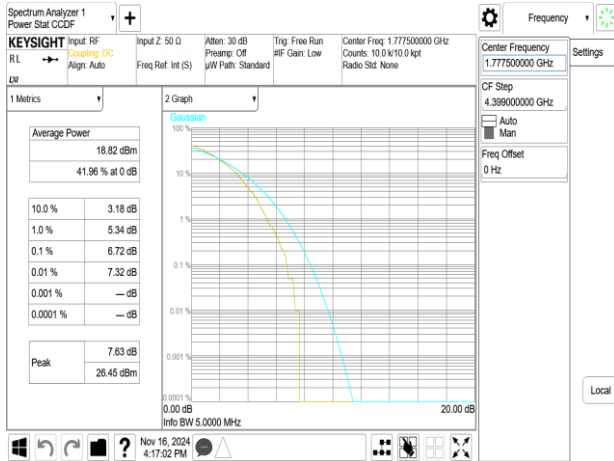 Spectrum Analyzer 1
Power Stat CCDF
KEYSIGHT
RL
LXI
Input: RF
Coupling: DC
Align: Auto
Input Z: 50 Ω
Freq Ref: Int (S)
Atten: 30 dB
Preamp: Off
µW Path: Standard
Trig: Free Run
#IF Gain: Low
Center Freq: 1.777500000 GHz
Counts: 10.0 k/10.0 kpt
Radio Std: None
1 Metrics
Average Power
18.82 dBm
41.96 % at 0 dB
10.0 % 3.18 dB
1.0 % 5.34 dB
0.1 % 6.72 dB
0.01 % 7.32 dB
0.001 % --- dB
0.0001 % --- dB
Peak
7.63 dB
26.45 dBm
2 Graph
Gaussian
100 %
10 %
1 %
0.1 %
0.01 %
0.001 %
0.0001 %
0.00 dB
20.00 dB
Info BW 5.0000 MHz
Frequency
Center Frequency
1.777500000 GHz
Settings
CF Step
4.399000000 GHz
Auto
Man
Freq Offset
0 Hz
Local
?
Nov 16, 2024
4:17:02 PM